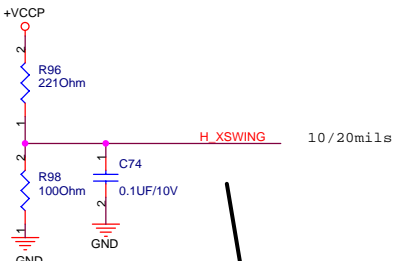 +VCCP
2
R96
221Ohm
1
H_XSWING
10/20mils
2
R98
100Ohm
1
1
C74
0.1UF/10V
2
GND
GND